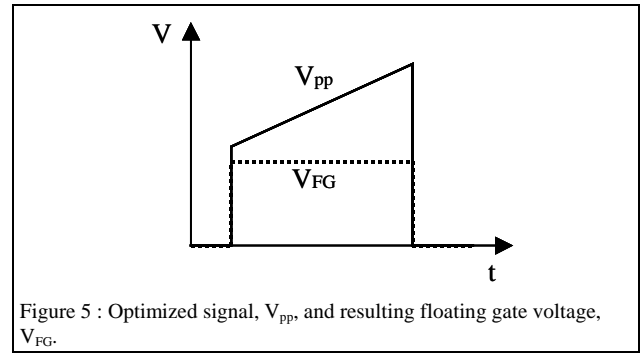 V
Vpp
VFG
t
Figure 5 : Optimized signal, Vpp, and resulting floating gate voltage,
VFG.